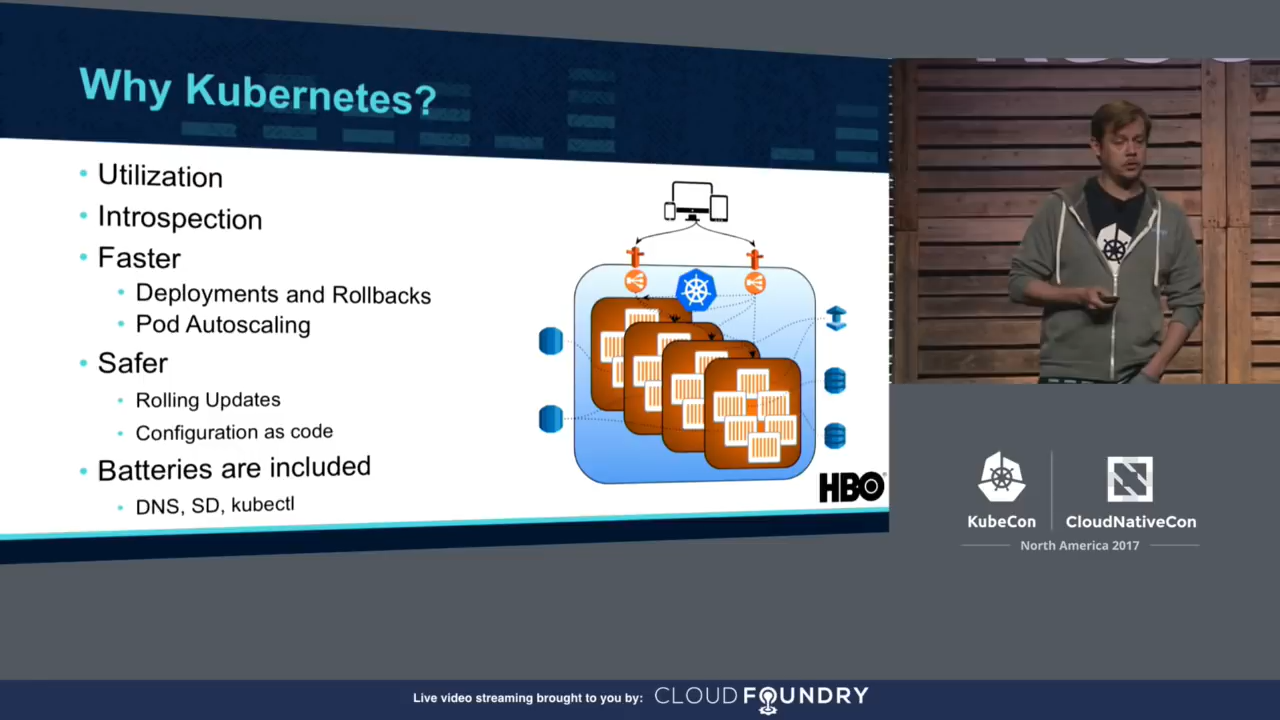 Why Kubernetes?
• Utilization
• Introspection
• Faster
• Deployments and Rollbacks
• Pod Autoscaling
• Safer
• Rolling Updates
• Configuration as code
• Batteries are included
• DNS, SD, kubectl
HBO®
KubeCon
CloudNativeCon
North America 2017
Live video streaming brought to you by: CLOUD FOUNDRY